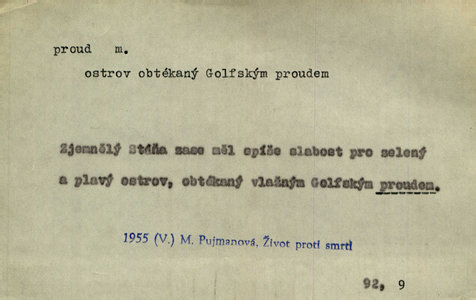 proud m.
ostrov obtékaný Golfským proudem
Zjemnělý Stáňa zase měl spíše slabost pro selený
a plavý ostrov, obtékaný vlažným Golfským proudem.
1955 (V.) M. Pujmanová, Život proti smrti
92, 9